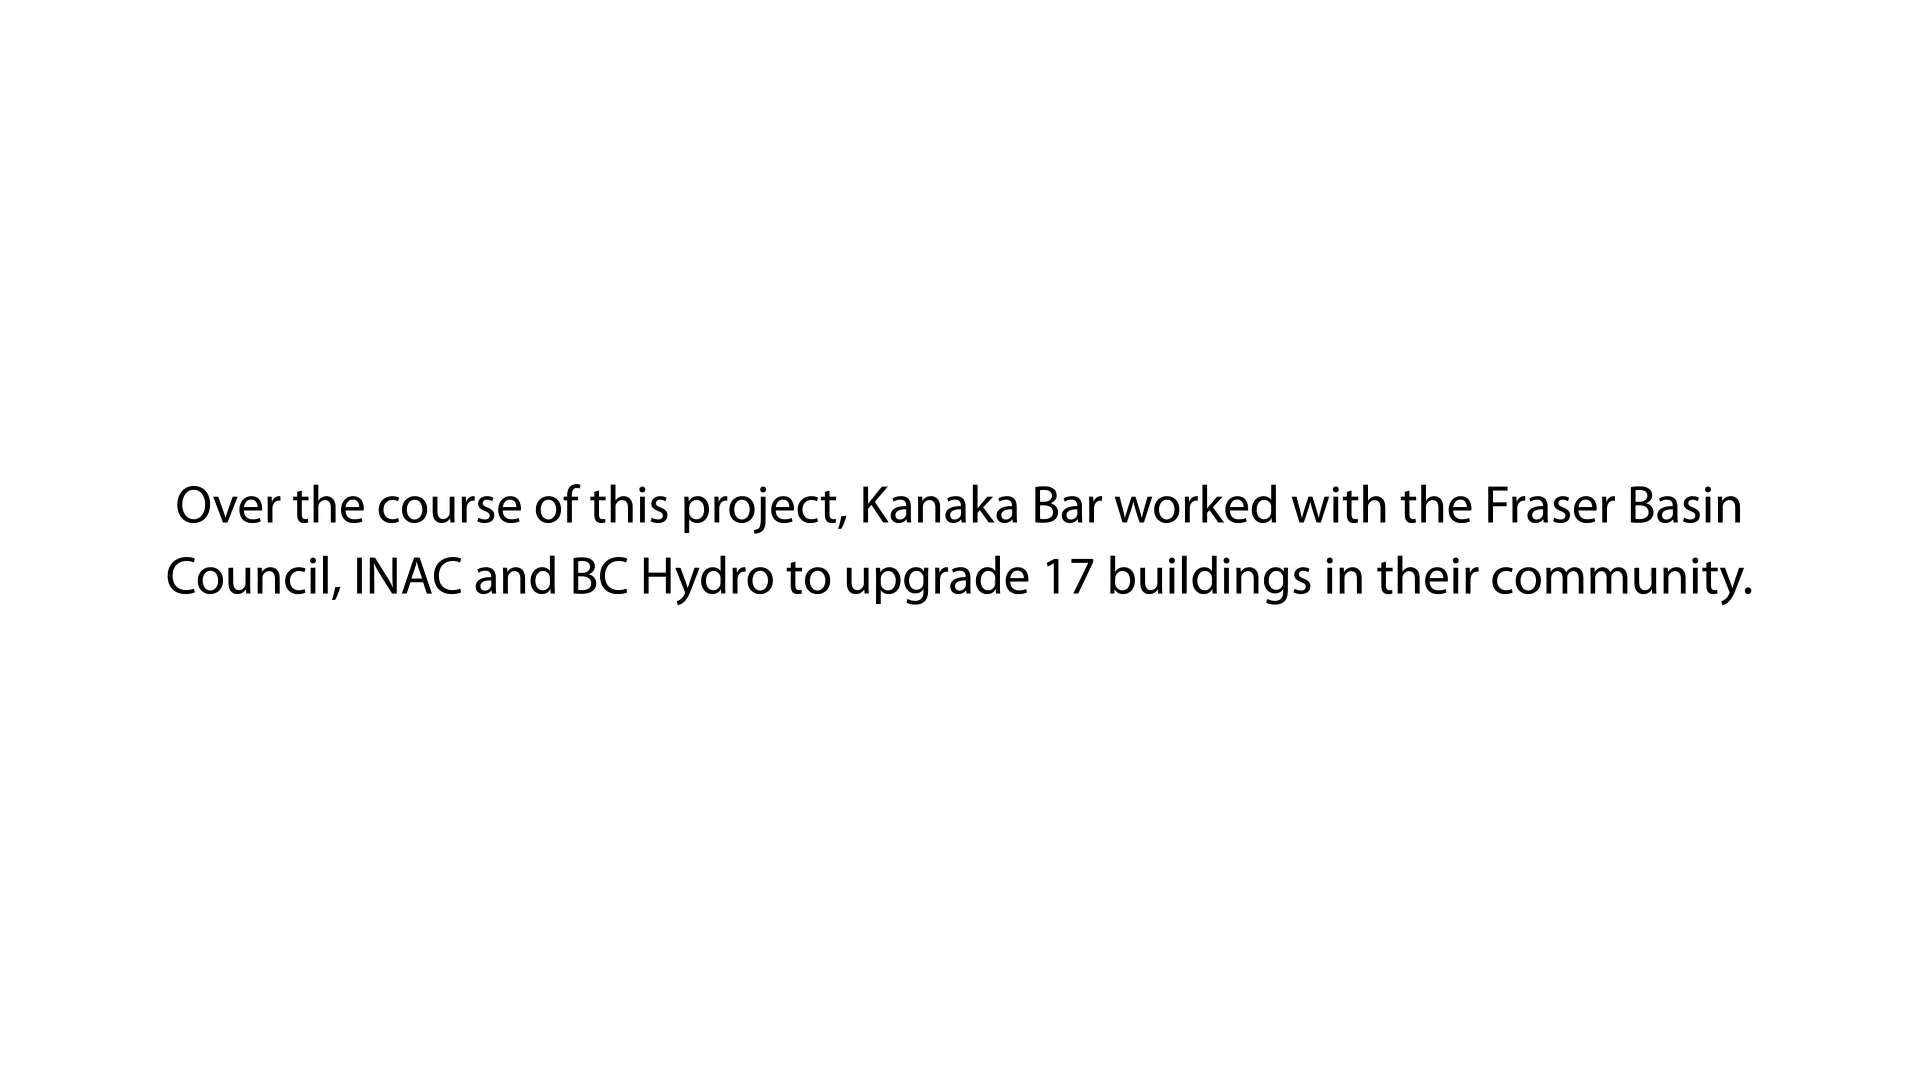 Over the course of this project, Kanaka Bar worked with the Fraser Basin
Council, INAC and BC Hydro to upgrade 17 buildings in their community.